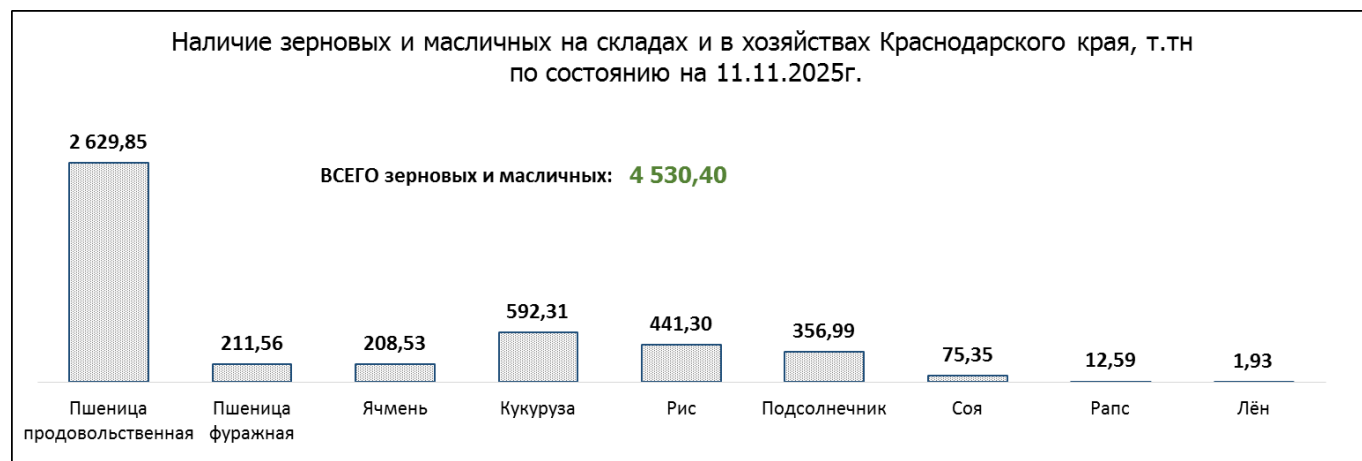 Наличие зерновых и масличных на складах и в хозяйствах Краснодарского края, т.тн
по состоянию на 11.11.2025г.
2 629,85
ВСЕГО зерновых и масличных: 4 530,40
211,56
208,53
592,31
441,30
356,99
75,35
12,59
1,93
Пшеница
продовольственная
Пшеница
фуражная
Ячмень
Кукуруза
Рис
Подсолнечник
Соя
Рапс
Лён